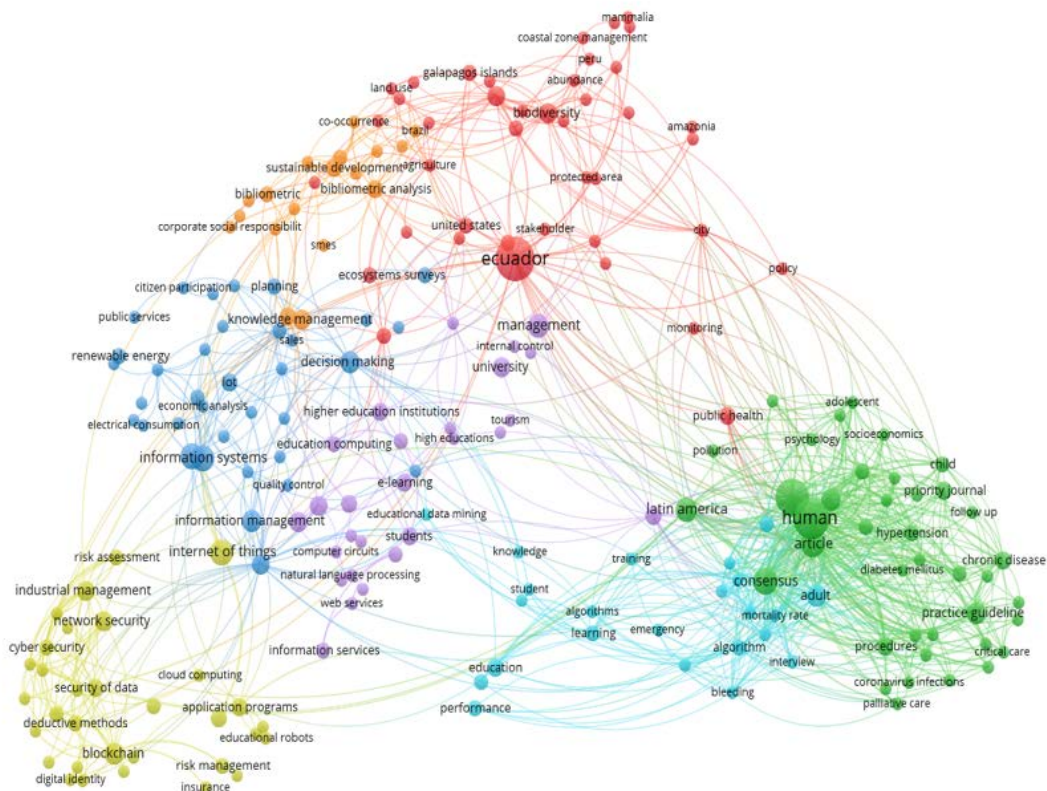 mammalia
coastal zone management
peru
galapagos islands
abundance
land use
biodiversity
co-occurrence
brazil
amazonia
sustainable development
agriculture
protected area
bibliometric
bibliometric analysis
corporate social responsibilit
united states
stakeholder
city
smes
ecuador
policy
ecosystems surveys
citizen participation
planning
public services
knowledge management
management
monitoring
sales
internal control
renewable energy
decision making
university
iot
economic analysis
adolescent
higher education institutions
public health
electrical consumption
tourism
high educations
psychology
socioeconomics
education computing
pollution
information systems
child
quality control
e-learning
priority journal
educational data mining
latin america
human
follow up
information management
students
hypertension
article
internet of things
computer circuits
knowledge
risk assessment
training
chronic disease
diabetes mellitus
natural language processing
consensus
industrial management
student
adult
web services
algorithms
mortality rate
practice guideline
network security
learning
emergency
cyber security
information services
algorithm
procedures
critical care
interview
education
cloud computing
security of data
coronavirus infections
bleeding
application programs
performance
palliative care
deductive methods
educational robots
blockchain
risk management
digital identity
insurance